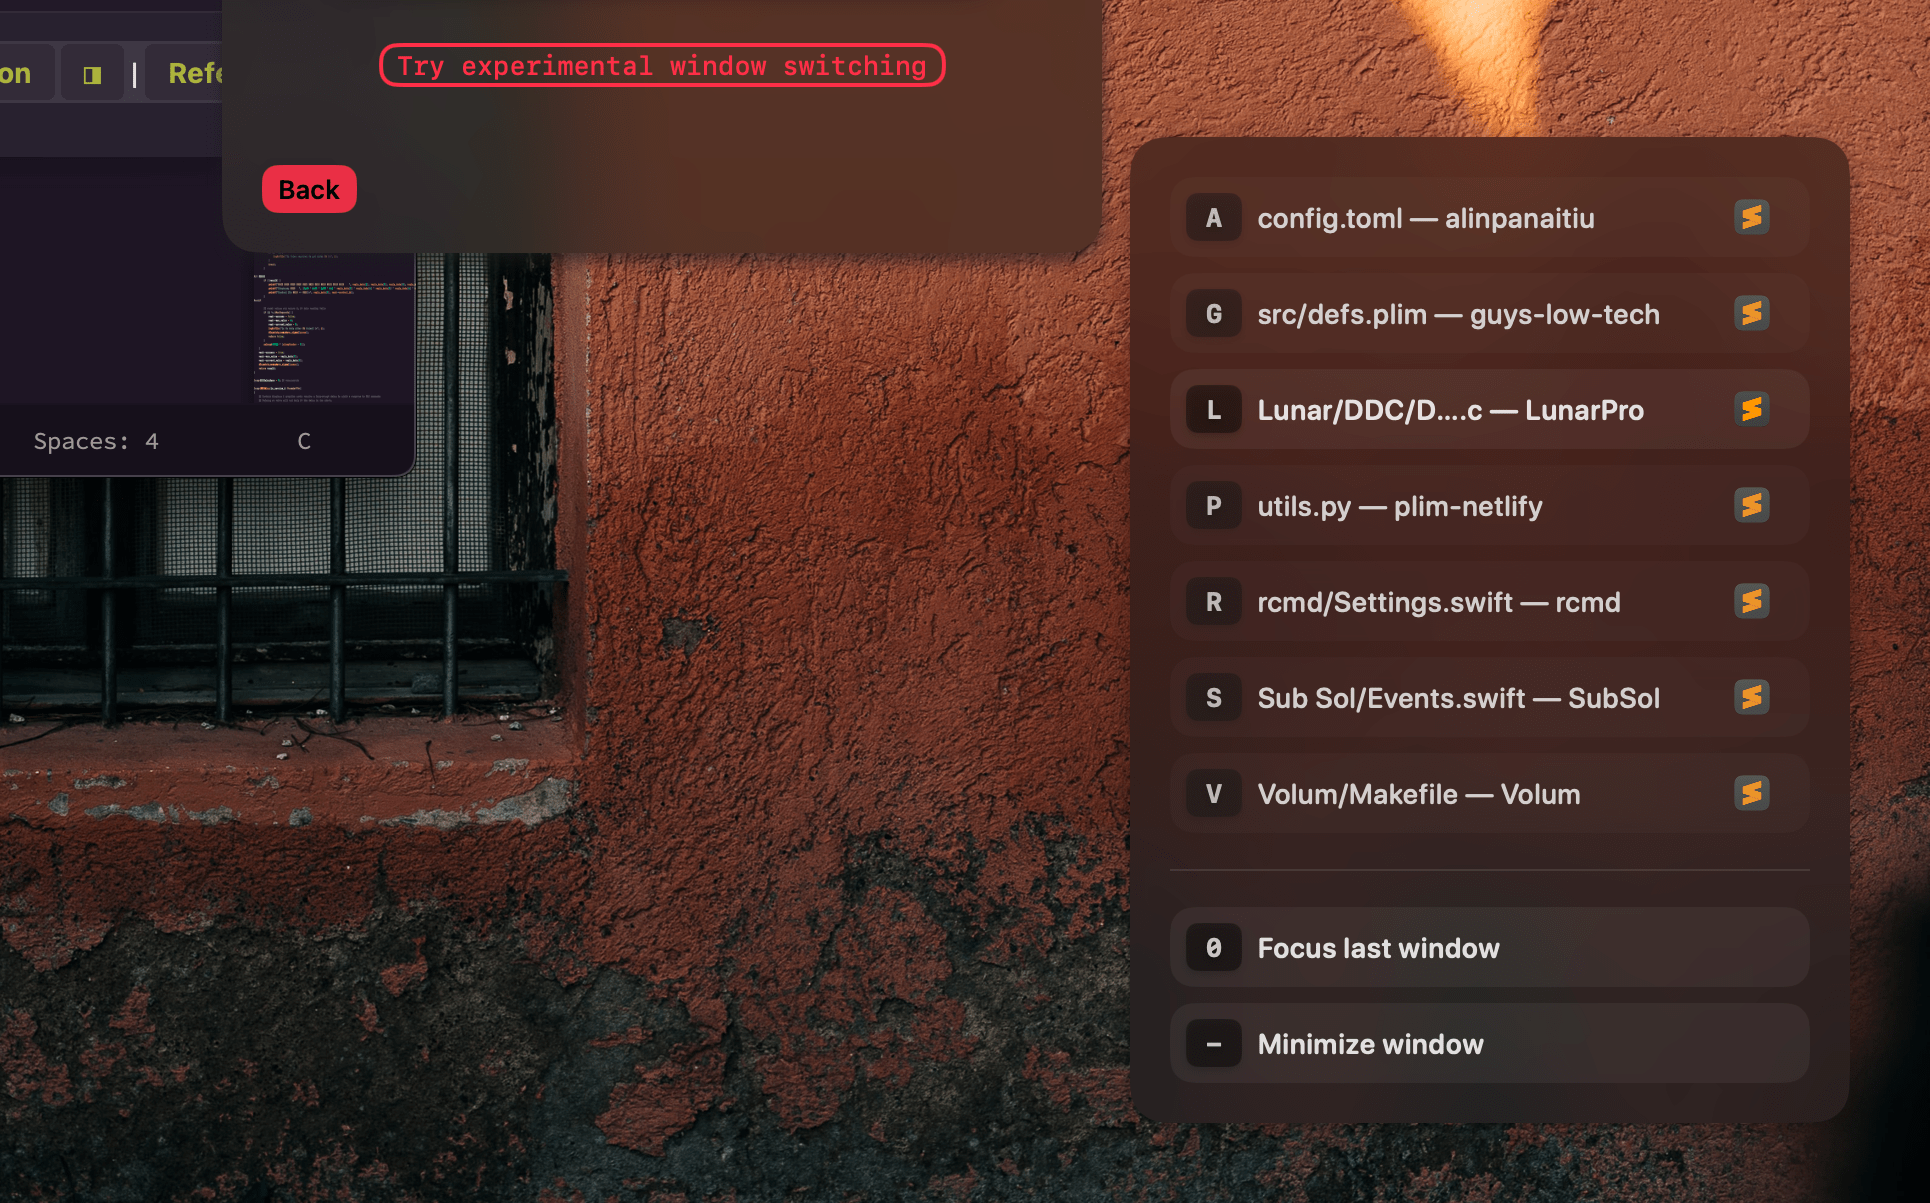 on
Refe
Try experimental window switching
Back
Spaces: 4
C
A config.toml — alinpanaitiu
G src/defs.plim — guys-low-tech
L Lunar/DDC/D....c — LunarPro
P utils.py — plim-netlify
R rcmd/Settings.swift — rcmd
S Sub Sol/Events.swift — SubSol
V Volum/Makefile — Volum
0 Focus last window
– Minimize window